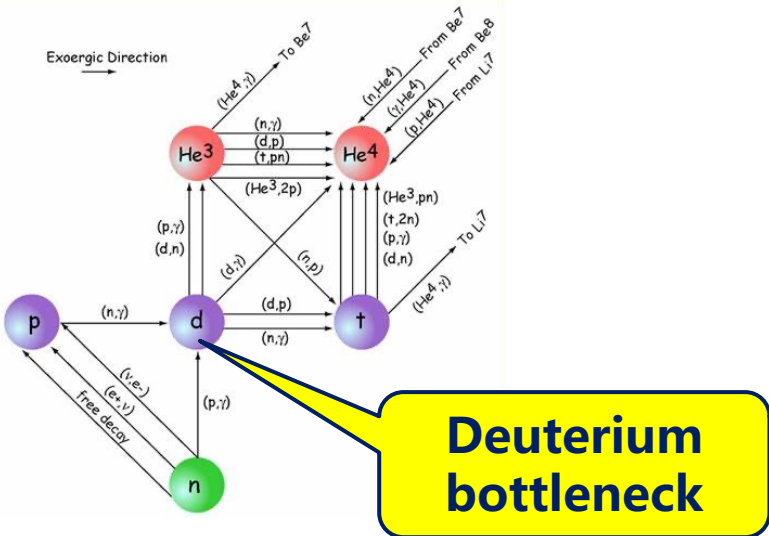 Exoergic Direction
(He⁴,γ)
To Be⁷
(n,He⁴)
From Be⁷
(γ,He⁴)
From Be⁸
(p,He⁴)
From Li⁷
He³
(n,γ)
(d,p)
(t,pn)
(He³,2p)
He⁴
(p,γ)
(d,n)
(d,γ)
(n,p)
(He³,pn)
(t,2n)
(p,γ)
(d,n)
To Li⁷
(He⁴,γ)
p
(n,γ)
d
(d,p)
(n,γ)
t
(ν,e-)
(e+,ν)
free decay
(p,γ)
n
Deuterium
bottleneck